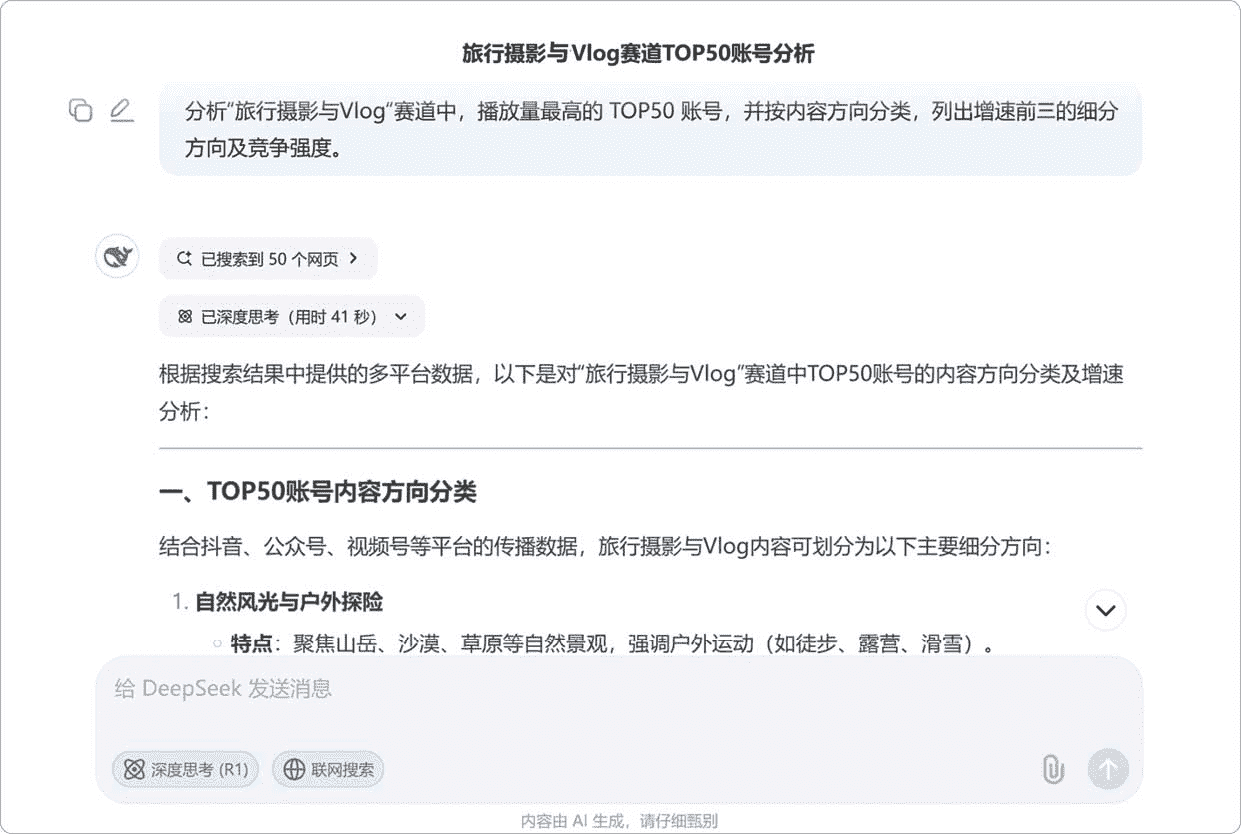 旅行摄影与Vlog赛道TOP50账号分析
分析“旅行摄影与Vlog“赛道中，播放量最高的 TOP50 账号，并按内容方向分类，列出增速前三的细分
方向及竞争强度。
已搜索到 50 个网页
已深度思考（用时 41 秒）
根据搜索结果中提供的多平台数据，以下是对“旅行摄影与Vlog”赛道中TOP50账号的内容方向分类及增速
分析：
一、TOP50账号内容方向分类
结合抖音、公众号、视频号等平台的传播数据，旅行摄影与Vlog内容可划分为以下主要细分方向：
1. 自然风光与户外探险
特点：聚焦山岳、沙漠、草原等自然景观，强调户外运动（如徒步、露营、滑雪）。
给 DeepSeek 发送消息
深度思考 (R1)
联网搜索
内容由 AI 生成，请仔细甄别